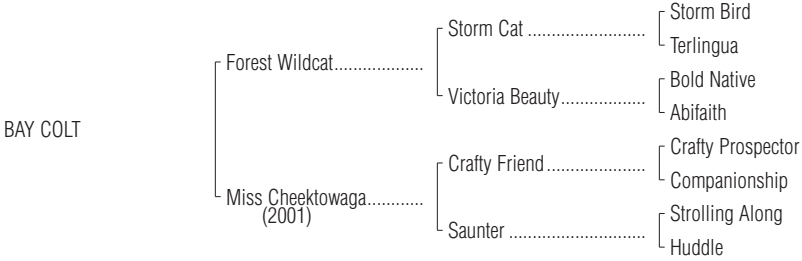 Storm Bird
Storm Cat ........................
Terlingua
Forest Wildcat...................
Bold Native
Victoria Beauty..................
Abifaith
BAY COLT
Crafty Prospector
Crafty Friend.....................
Companionship
Miss Cheektowaga............
(2001)
Strolling Along
Saunter ............................
Huddle